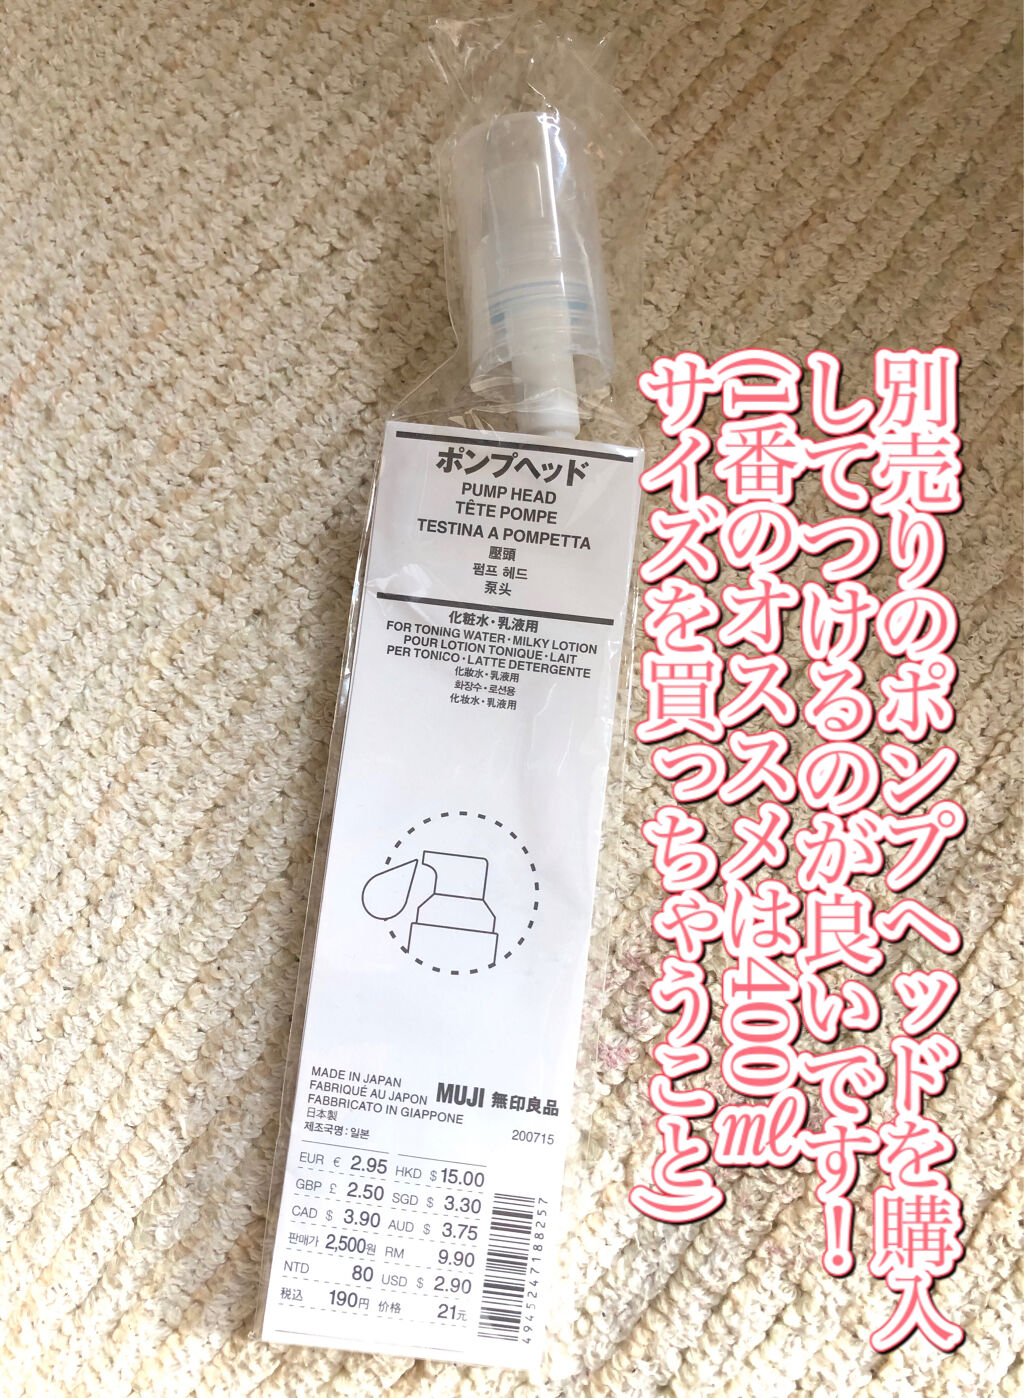 別売りのポンプヘッドを購入
してつけるのが良いです！
(1番のオススメは400㎖
サイズを買っちゃうこと)
ポンプヘッド
PUMP HEAD
TÊTE POMPE
TESTINA A POMPETTA
壓頭
펌프 헤드
泵头
化粧水・乳液用
FOR TONING WATER・MILKY LOTION
POUR LOTION TONIQUE・LAIT
PER TONICO・LATTE DETERGENTE
化妝水・乳液用
화장수・로션용
化妆水・乳液用
MADE IN JAPAN
FABRIQUÉ AU JAPON
FABBRICATO IN GIAPPONE
日本製
제조국명 : 일본
MUJI 無印良品
200715
EUR € 2.95 HKD $ 15.00
GBP £ 2.50 SGD $ 3.30
CAD $ 3.90 AUD $ 3.75
판매가 2,500원 RM 9.90
NTD 80 USD $ 2.90
税込 190円 价格 21元
4945247188257